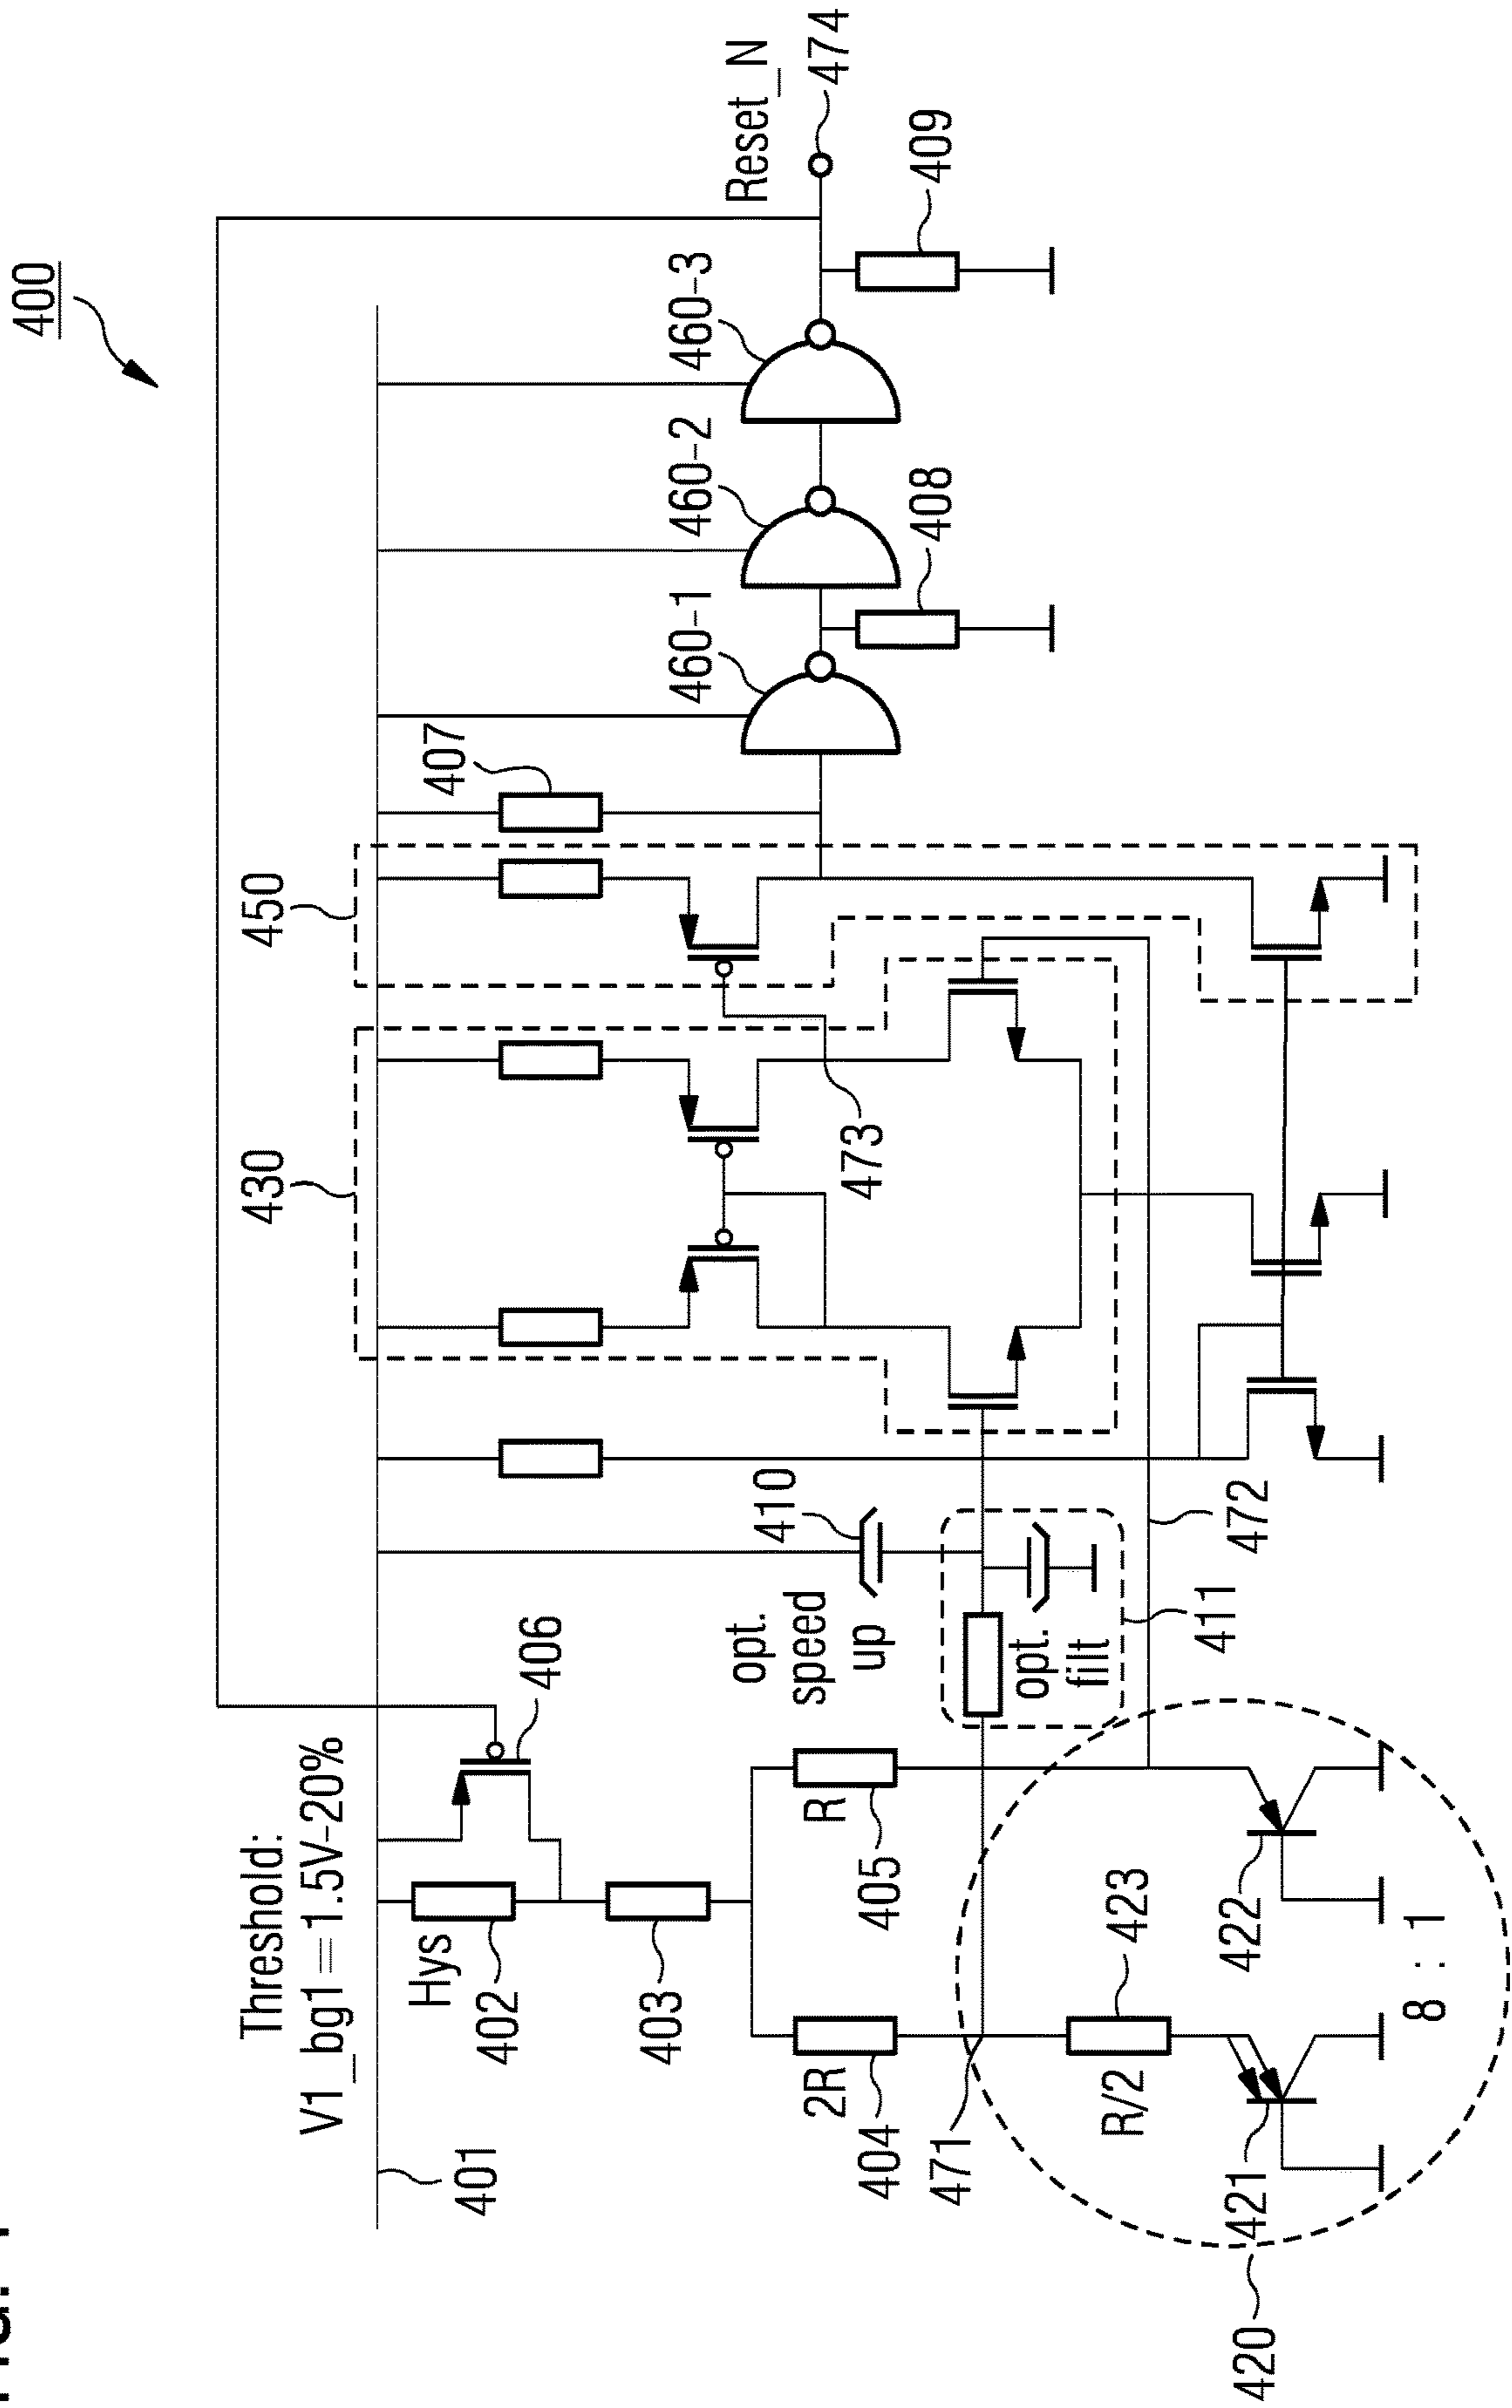 400
Threshold:
V1_bg1=1.5V-20%
401
Hys
402
403
406
2R
404
R
405
471
R/2
423
421
422
8 : 1
420
opt.
speed
up
410
opt.
filt
411
472
430
473
450
407
460-1
408
460-2
460-3
409
Reset_N
474